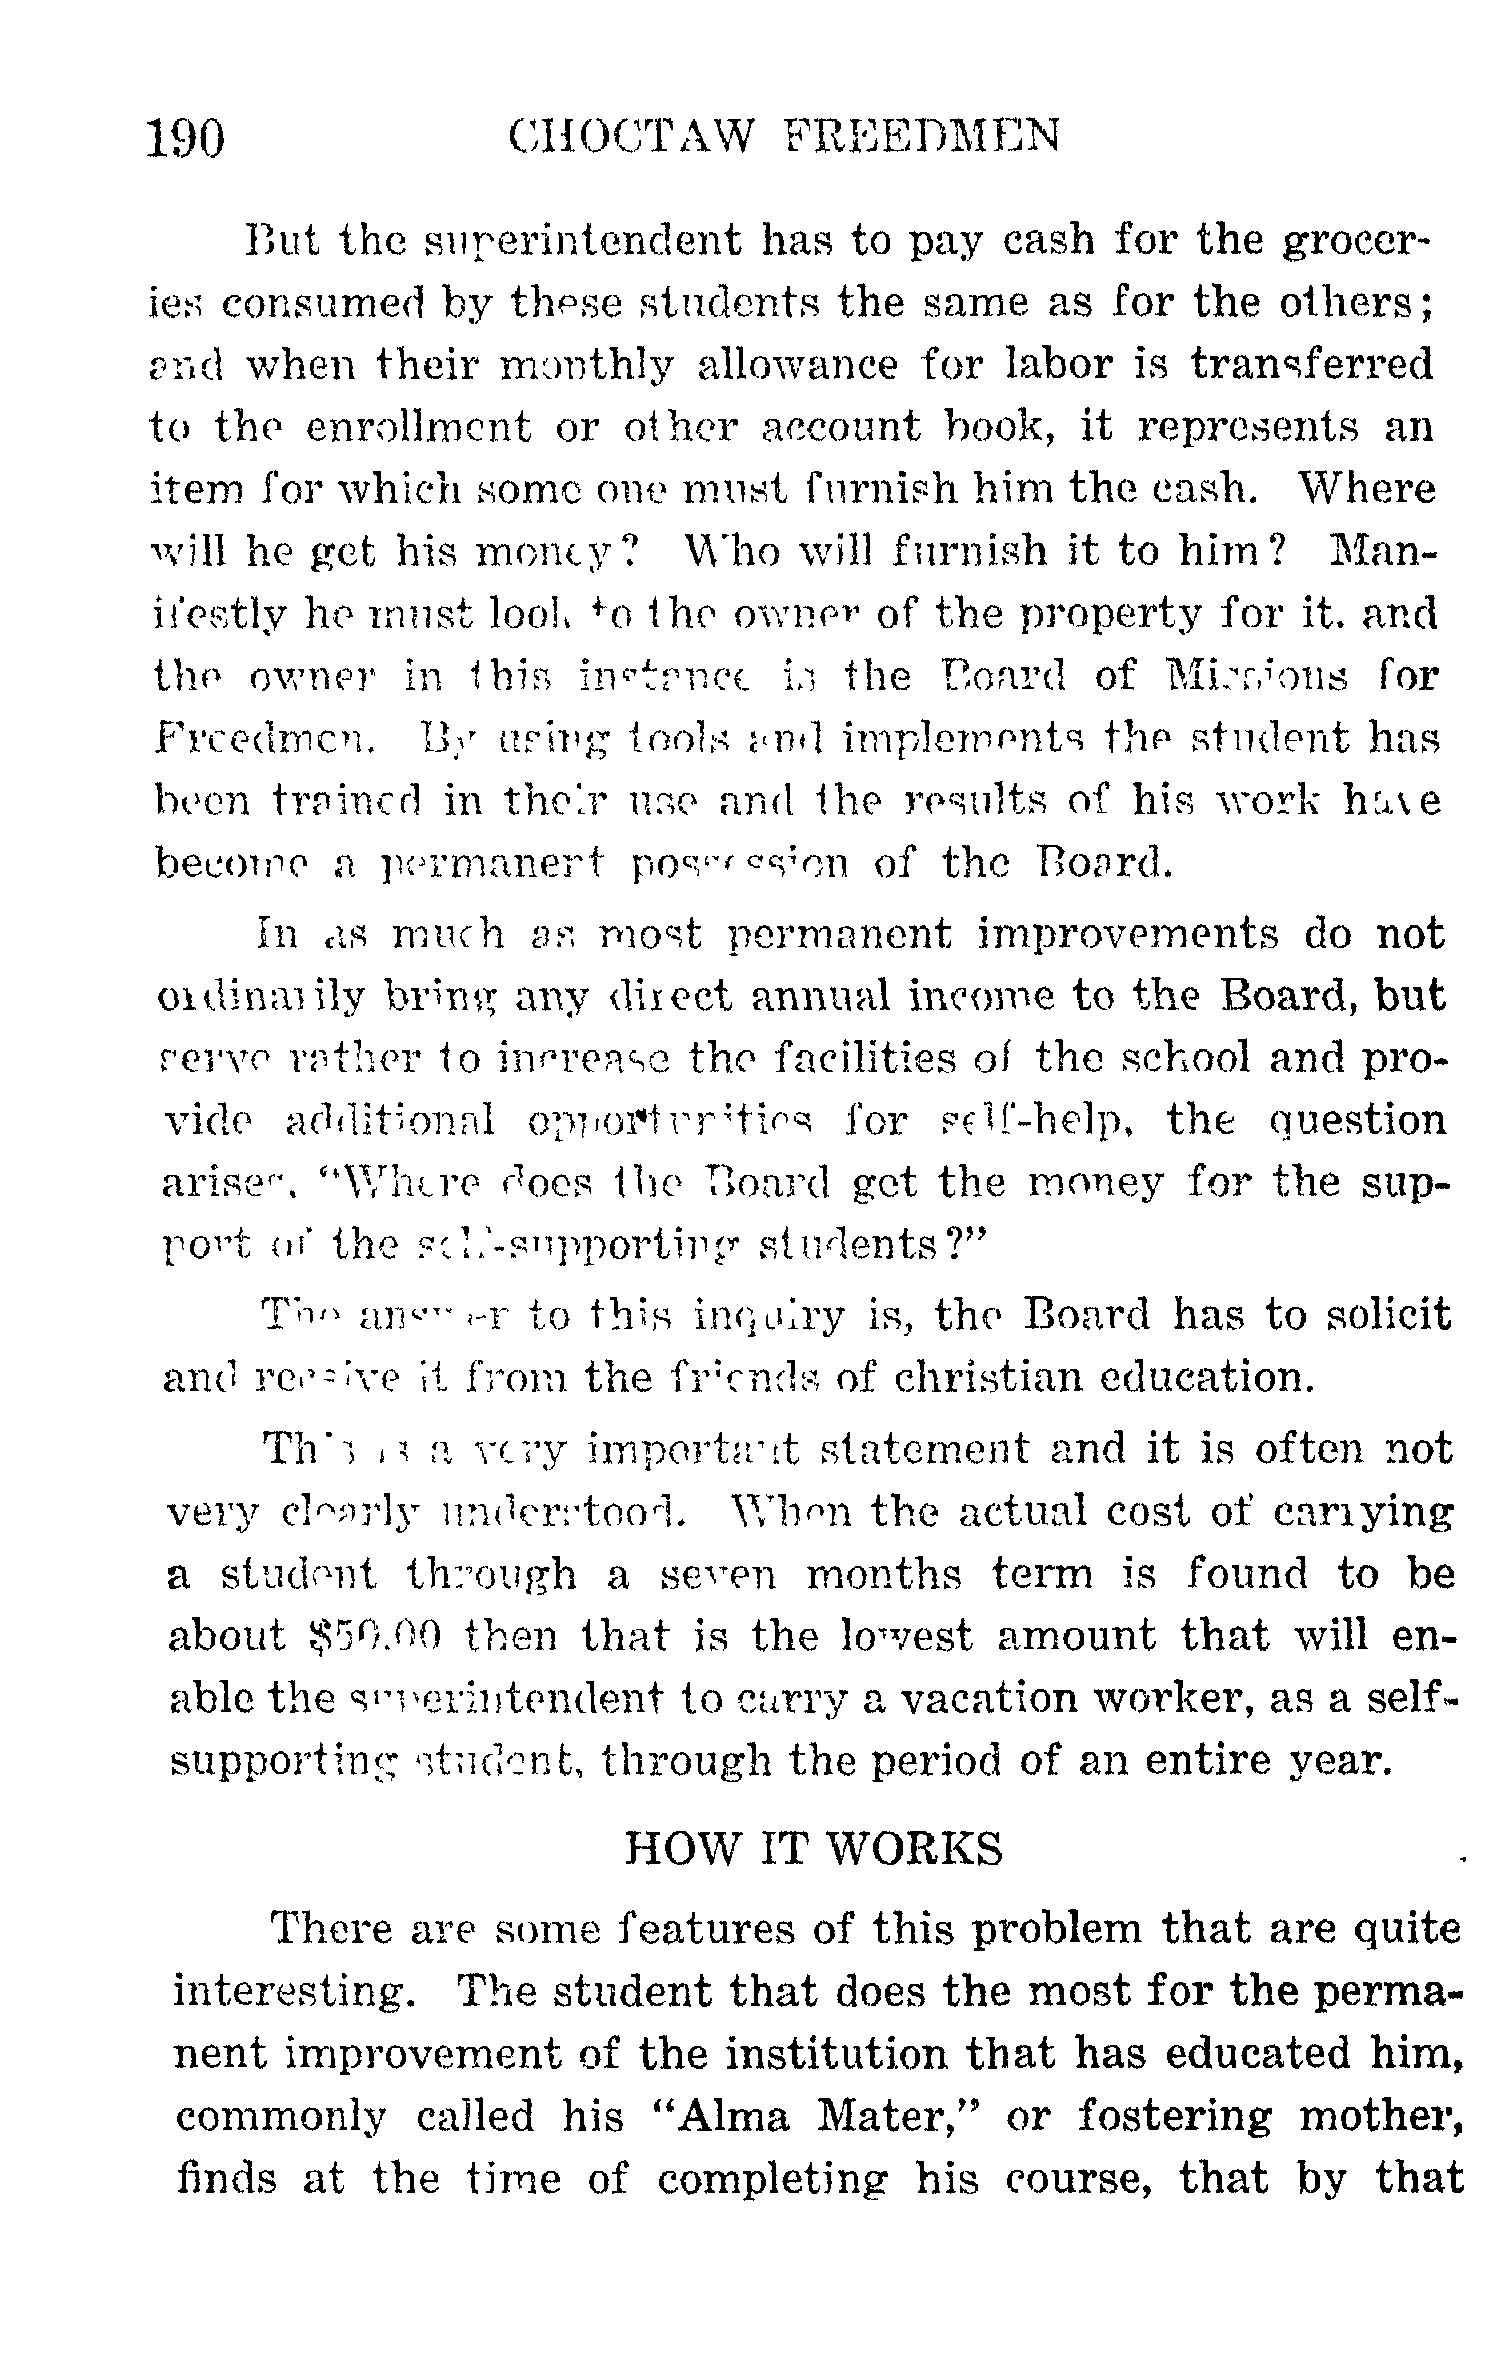 190 CHOCTAW FREEDMEN
But the superintendent has to pay cash for the grocer-
ies consumed by these students the same as for the others;
and when their monthly allowance for labor is transferred
to the enrollment or other account book, it represents an
item for which some one must furnish him the cash. Where
will he get his money? Who will furnish it to him? Man-
ifestly he must look to the owner of the property for it. and
the owner in this instance is the Board of Missions for
Freedmen. By using tools and implements the student has
been trained in their use and the results of his work have
become a permanent possession of the Board.
In as much as most permanent improvements do not
ordinarily bring any direct annual income to the Board, but
serve rather to increase the facilities of the school and pro-
vide additional opportunities for self-help, the question
arises, "Where does the Board get the money for the sup-
port of the self-supporting students?"
The answer to this inquiry is, the Board has to solicit
and receive it from the friends of christian education.
This is a very important statement and it is often not
very clearly understood. When the actual cost of carrying
a student through a seven months term is found to be
about $50.00 then that is the lowest amount that will en-
able the superintendent to carry a vacation worker, as a self-
supporting student, through the period of an entire year.
HOW IT WORKS
There are some features of this problem that are quite
interesting. The student that does the most for the perma-
nent improvement of the institution that has educated him,
commonly called his "Alma Mater," or fostering mother,
finds at the time of completing his course, that by that